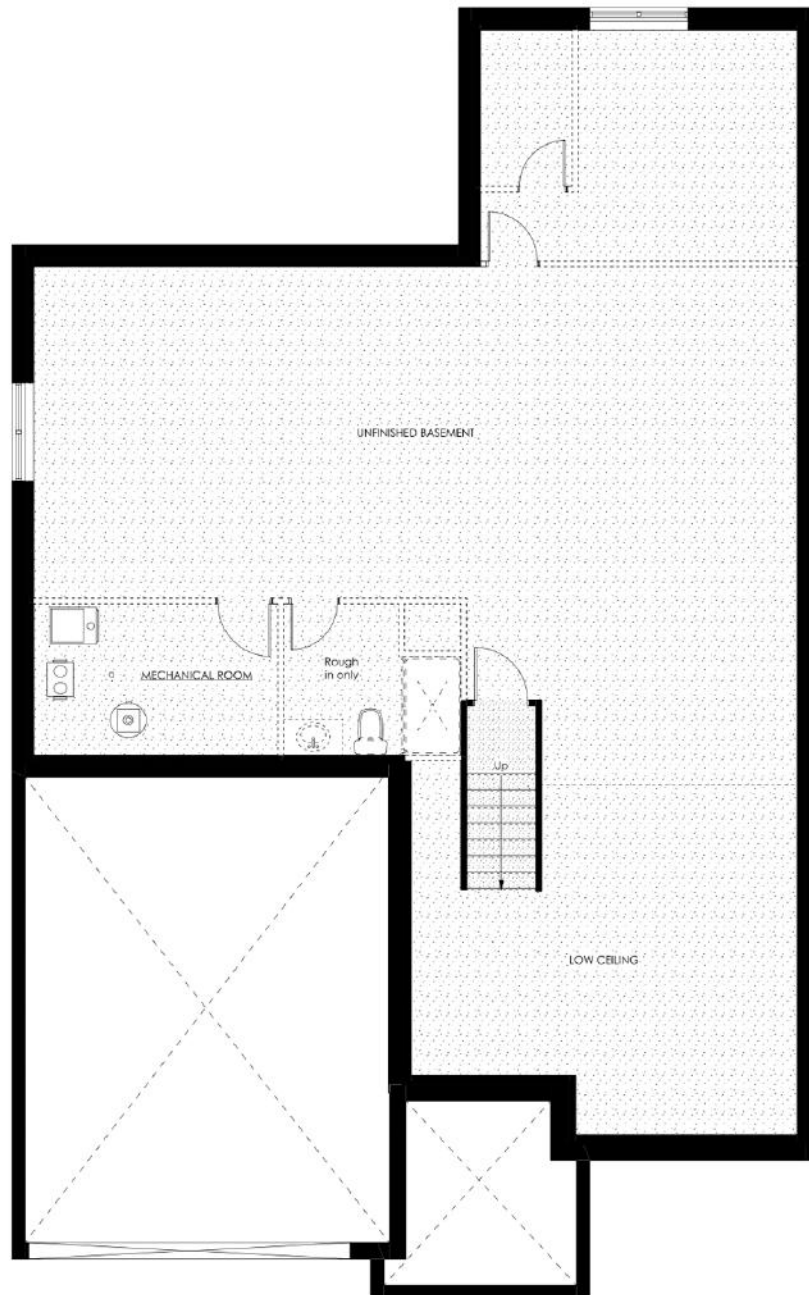 UNFINISHED BASEMENT
MECHANICAL ROOM
Rough
in only
Up
LOW CEILING